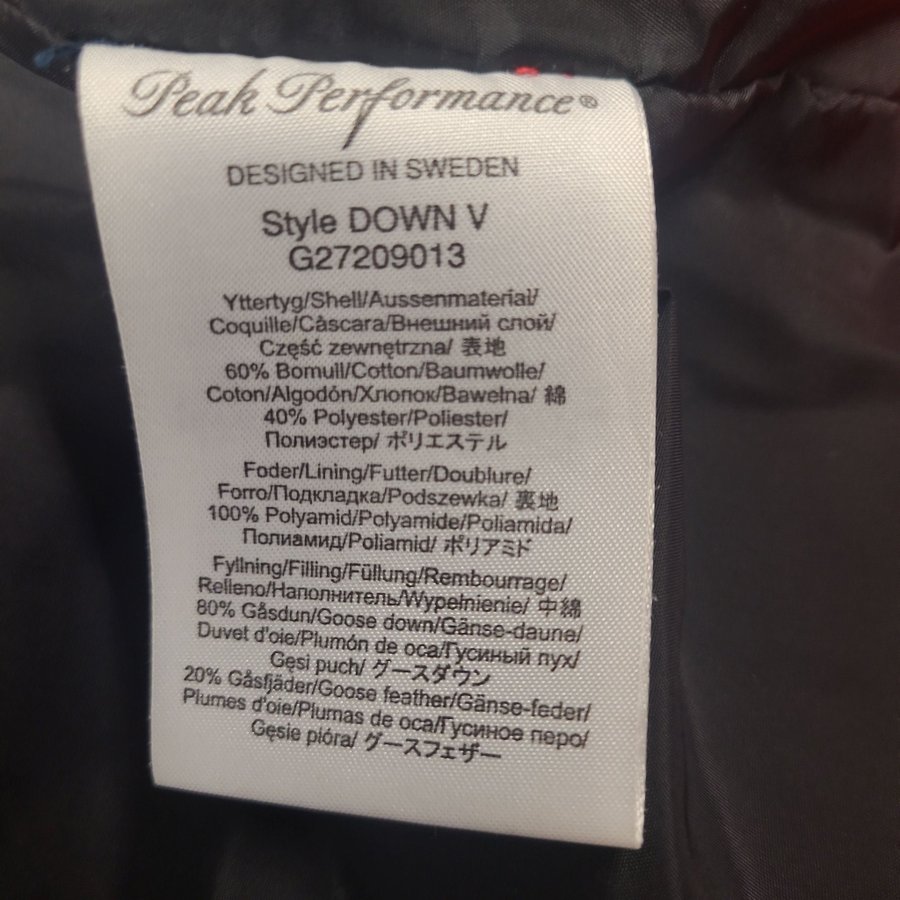 Peak Performance®
DESIGNED IN SWEDEN
Style DOWN V
G27209013
Yttertyg/Shell/Aussenmaterial/
Coquille/Cåscara/Внешний слой/
Część zewnętrzna/ 表地
60% Bomull/Cotton/Baumwolle/
Coton/Algodón/Хлопок/Bawełna/ 綿
40% Polyester/Poliester/
Полиэстер/ ポリエステル
Foder/Lining/Futter/Doublure/
Forro/Подкладка/Podszewka/ 裏地
100% Polyamid/Polyamide/Poliamida/
Полиамид/Poliamid/ ポリアミド
Fyllning/Filling/Füllung/Rembourrage/
Relleno/Наполнитель/Wypełnienie/ 中綿
80% Gåsdun/Goose down/Gänse-daune/
Duvet d'oie/Plumón de oca/Гусиный пух/
Gęsi puch/ グースダウン
20% Gåsfjäder/Goose feather/Gänse-feder/
Plumes d'oie/Plumas de oca/Гусиное перо/
Gęsie pióra/ グースフェザー